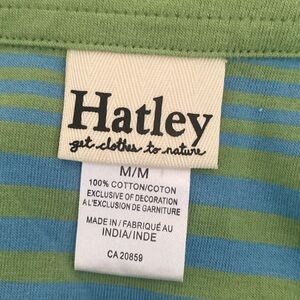 Hatley
get clothes to nature
M/M
100% COTTON/COTON
EXCLUSIVE OF DECORATION
A L'EXCLUSION DE GARNITURE
MADE IN / FABRIQUÉ AU
INDIA/INDE
CA 20859